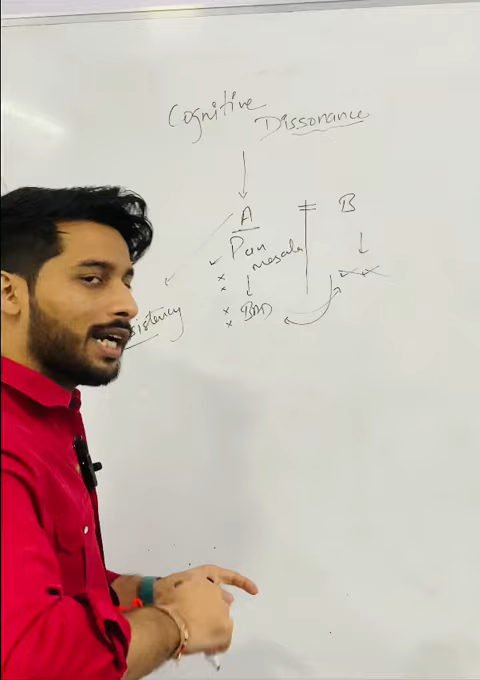 Cognitive
Dissonance
A ≠ B
Pan
masala
BAD
sistency